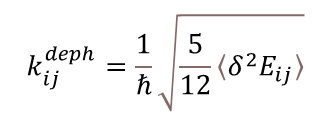 $k_{ij}^{deph} = \frac{1}{\hbar} \sqrt{\frac{5}{12} \langle \delta^2 E_{ij} \rangle}$